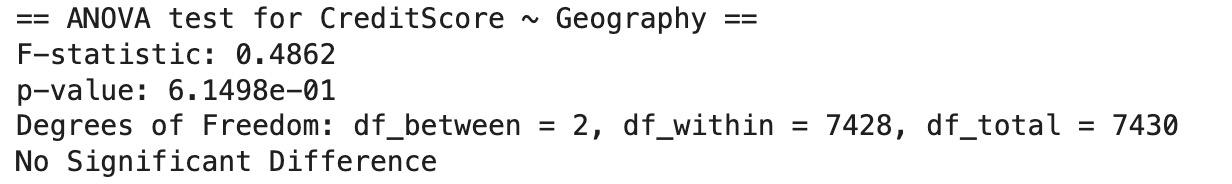 == ANOVA test for CreditScore ~ Geography ==
F-statistic: 0.4862
p-value: 6.1498e-01
Degrees of Freedom: df_between = 2, df_within = 7428, df_total = 7430
No Significant Difference